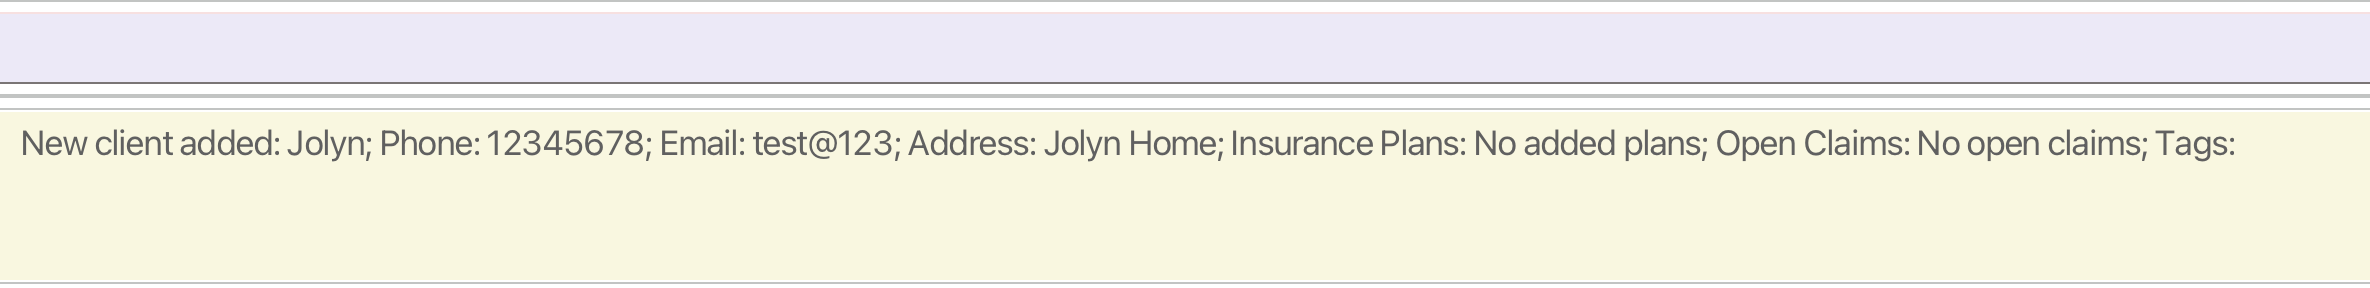 New client added: Jolyn; Phone: 12345678; Email: test@123; Address: Jolyn Home; Insurance Plans: No added plans; Open Claims: No open claims; Tags: